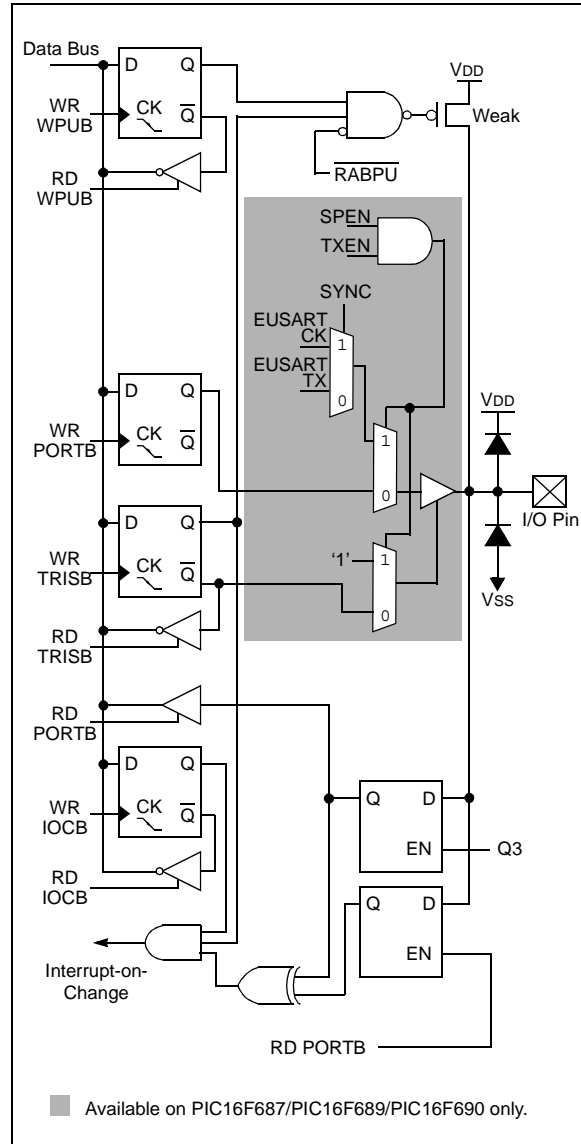 Data Bus
D Q
WR
WPUB
CK
Q
RD
WPUB
VDD
Weak
RABPU
SPEN
TXEN
SYNC
EUSART
CK
EUSART
TX
1
0
D Q
WR
PORTB
CK
Q
1
0
VDD
I/O Pin
VSS
D Q
WR
TRISB
CK
Q
'1'
1
0
RD
TRISB
RD
PORTB
D Q
WR
IOCB
CK
Q
RD
IOCB
Q D
EN
Q3
Q D
EN
Interrupt-on-
Change
RD PORTB
Available on PIC16F687/PIC16F689/PIC16F690 only.